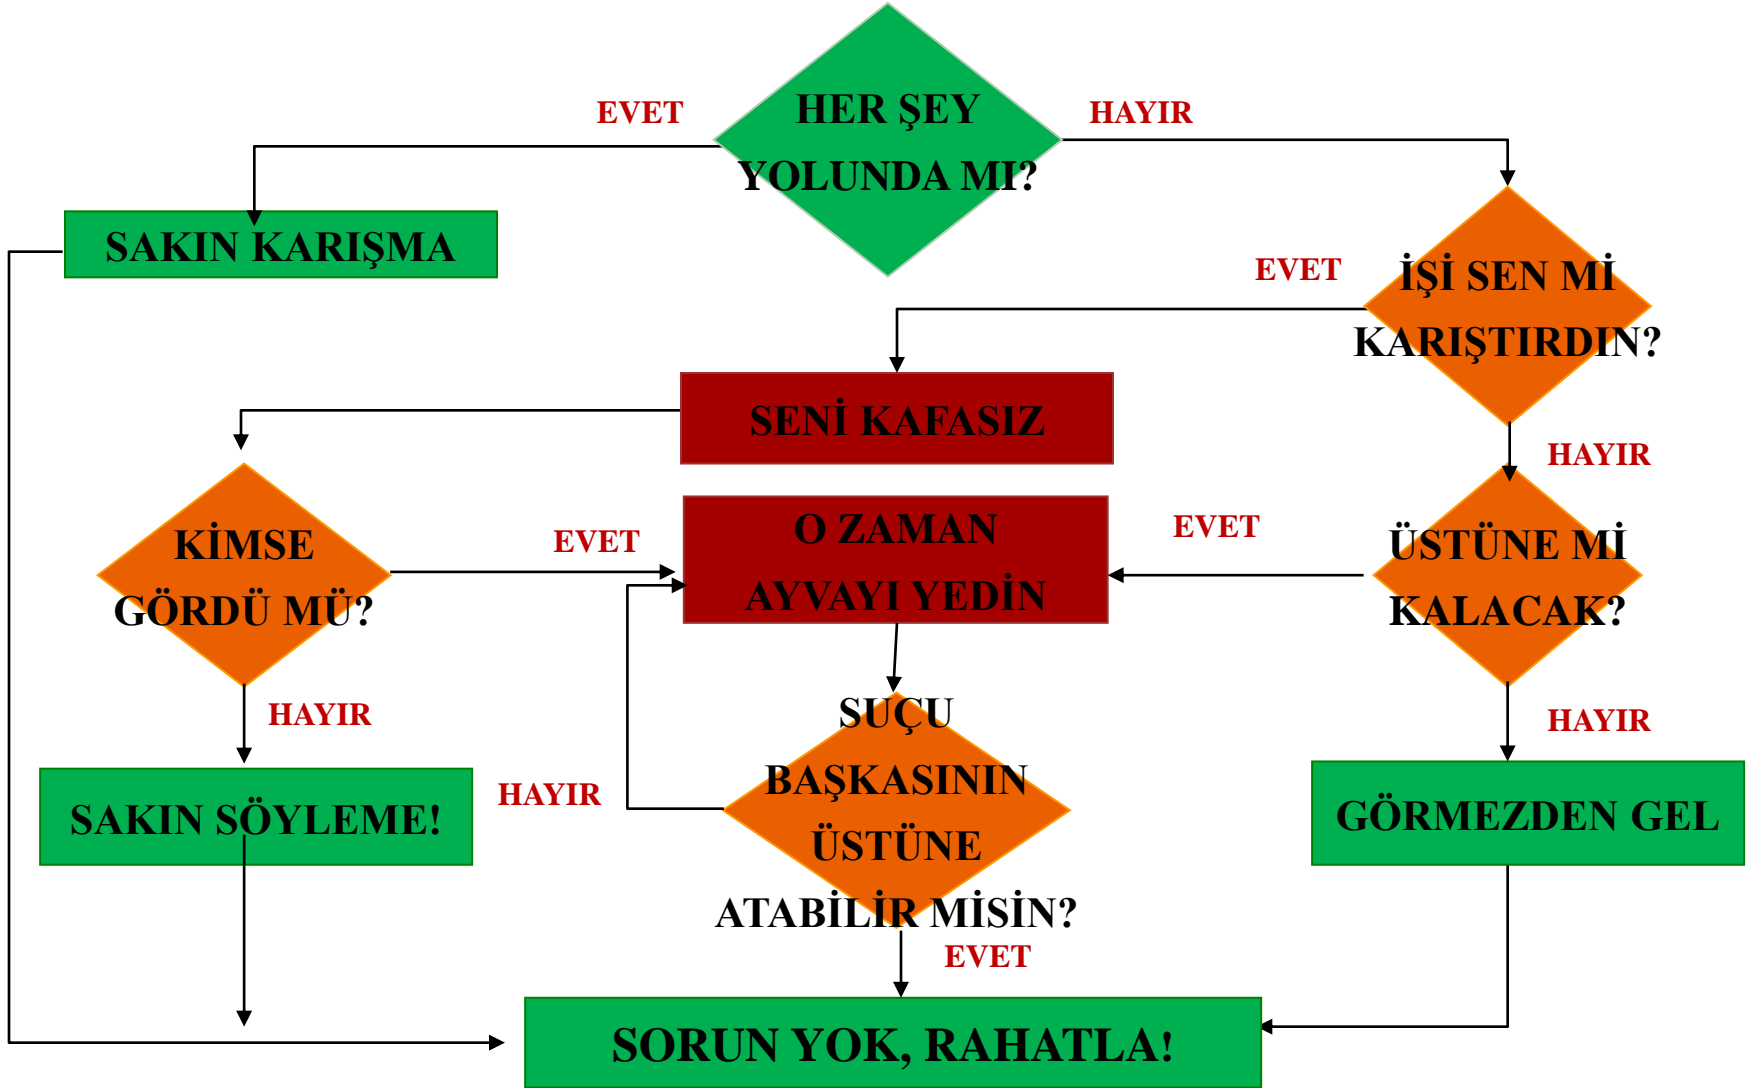 HER ŞEY
YOLUNDA MI?
EVET
HAYIR
SAKIN KARIŞMA
İŞİ SEN Mİ
KARIŞTIRDIN?
EVET
SENİ KAFASIZ
HAYIR
KİMSE
GÖRDÜ MÜ?
EVET
O ZAMAN
AYVAYI YEDİN
EVET
ÜSTÜNE Mİ
KALACAK?
HAYIR
HAYIR
SUÇU
BAŞKASININ
ÜSTÜNE
ATABİLİR MİSİN?
HAYIR
SAKIN SÖYLEME!
GÖRMEZDEN GEL
EVET
SORUN YOK, RAHATLA!